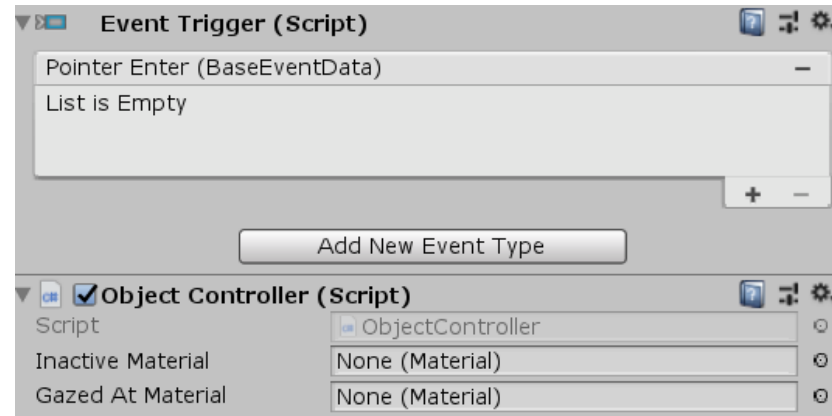 Event Trigger (Script)
Pointer Enter (BaseEventData)
List is Empty
Add New Event Type
Object Controller (Script)
Script ObjectController
Inactive Material None (Material)
Gazed At Material None (Material)